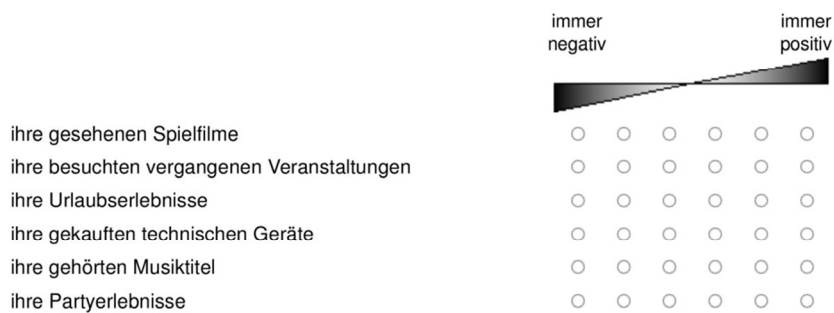 immer immer
negativ positiv
ihre gesehenen Spielfilme
ihre besuchten vergangenen Veranstaltungen
ihre Urlaubserlebnisse
ihre gekauften technischen Geräte
ihre gehörten Musiktitel
ihre Partyerlebnisse